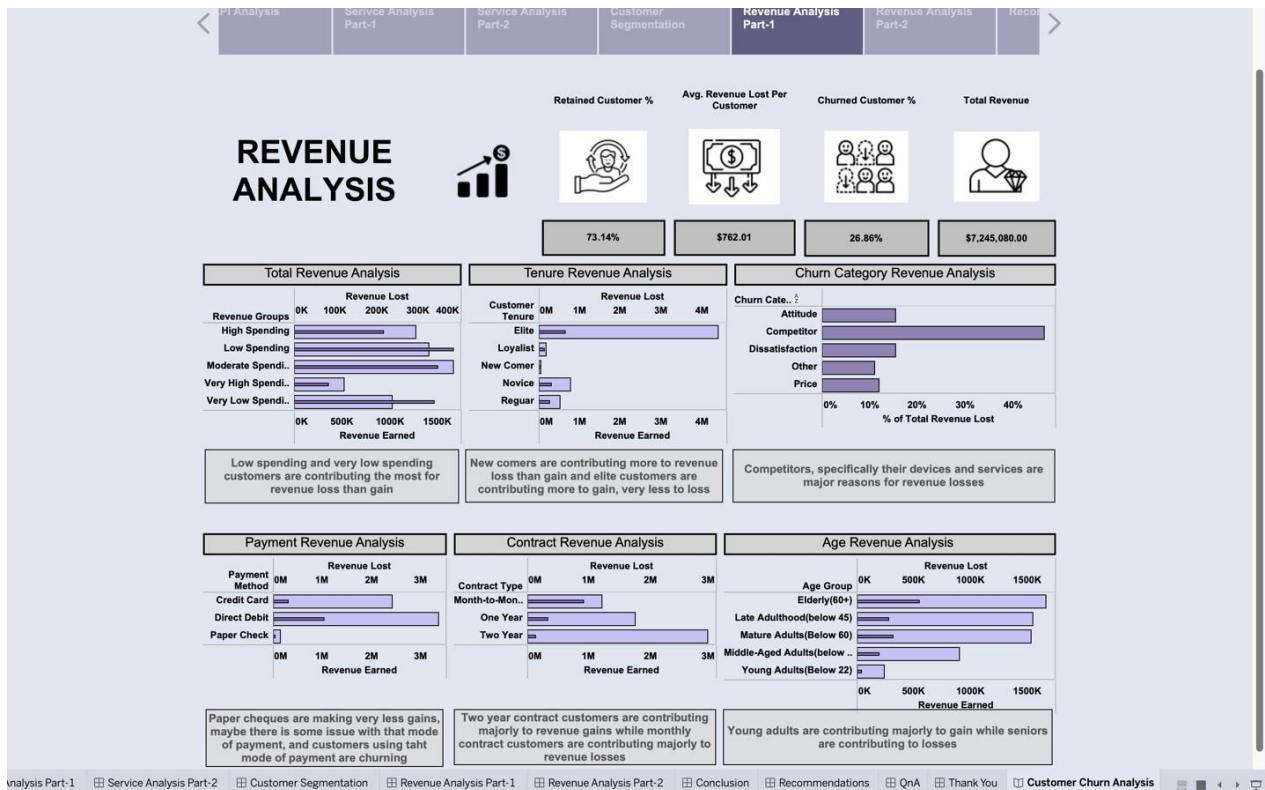 PI Analysis
Serivce Analysis
Part-1
Service Analysis
Part-2
Customer
Segmentation
Revenue Analysis
Part-1
Revenue Analysis
Part-2
Retained Customer %
Avg. Revenue Lost Per
Customer
Churned Customer %
Total Revenue
REVENUE
ANALYSIS
73.14%
$762.01
26.86%
$7,245,080.00
Total Revenue Analysis
Revenue Lost
Revenue Groups
0K 100K 200K 300K 400K
High Spending
Low Spending
Moderate Spendi..
Very High Spendi..
Very Low Spendi..
0K 500K 1000K 1500K
Revenue Earned
Low spending and very low spending
customers are contributing the most for
revenue loss than gain
Tenure Revenue Analysis
Revenue Lost
Customer
Tenure
0M 1M 2M 3M 4M
Elite
Loyalist
New Comer
Novice
Reguar
0M 1M 2M 3M 4M
Revenue Earned
New comers are contributing more to revenue
loss than gain and elite customers are
contributing more to gain, very less to loss
Churn Category Revenue Analysis
Churn Cate..
Attitude
Competitor
Dissatisfaction
Other
Price
0% 10% 20% 30% 40%
% of Total Revenue Lost
Competitors, specifically their devices and services are
major reasons for revenue losses
Payment Revenue Analysis
Revenue Lost
Payment
Method
0M 1M 2M 3M
Credit Card
Direct Debit
Paper Check
0M 1M 2M 3M
Revenue Earned
Paper cheques are making very less gains,
maybe there is some issue with that mode
of payment, and customers using taht
mode of payment are churning
Contract Revenue Analysis
Revenue Lost
Contract Type
0M 1M 2M 3M
Month-to-Mon..
One Year
Two Year
0M 1M 2M 3M
Revenue Earned
Two year contract customers are contributing
majorly to revenue gains while monthly
contract customers are contributing majorly to
revenue losses
Age Revenue Analysis
Revenue Lost
Age Group
0K 500K 1000K 1500K
Elderly(60+)
Late Adulthood(below 45)
Mature Adults(Below 60)
Middle-Aged Adults(below ..
Young Adults(Below 22)
0K 500K 1000K 1500K
Revenue Earned
Young adults are contributing majorly to gain while seniors
are contributing to losses
Analysis Part-1 Service Analysis Part-2 Customer Segmentation Revenue Analysis Part-1 Revenue Analysis Part-2 Conclusion Recommendations QnA Thank You Customer Churn Analysis